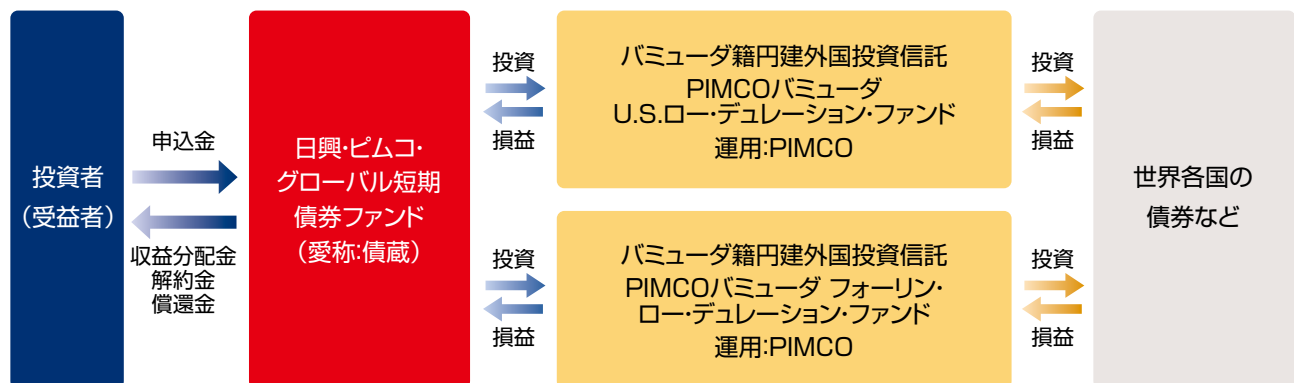 投資者
（受益者）
申込金
収益分配金
解約金
償還金
日興・ピムコ・
グローバル短期
債券ファンド
（愛称：債蔵）
投資
損益
バミューダ籍円建外国投資信託
PIMCOバミューダ
U.S.ロー・デュレーション・ファンド
運用：PIMCO
投資
損益
投資
損益
バミューダ籍円建外国投資信託
PIMCOバミューダ フォーリン・
ロー・デュレーション・ファンド
運用：PIMCO
投資
損益
世界各国の
債券など